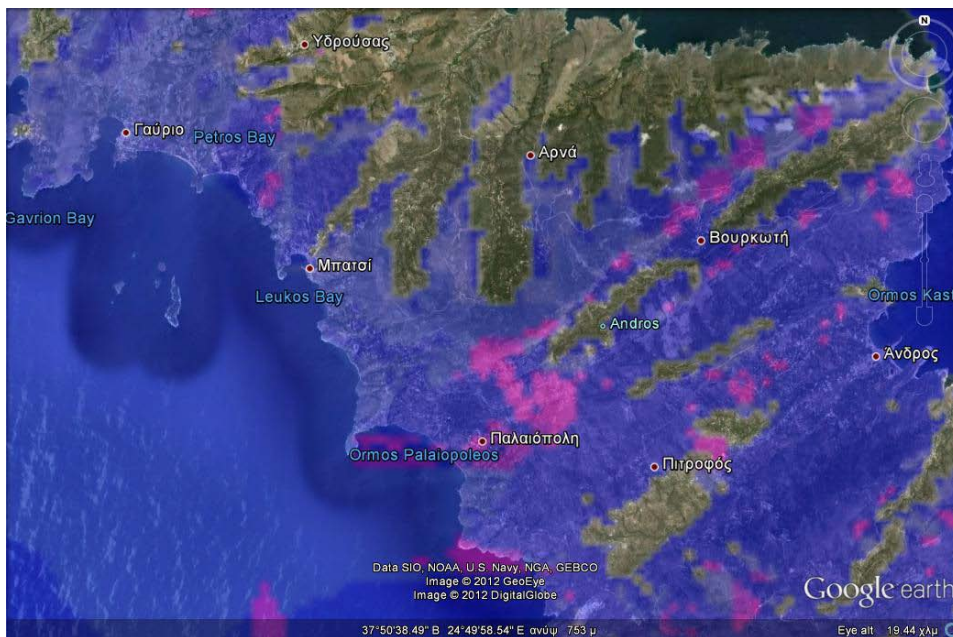 N
Υδρούσας
Γαύριο
Petros Bay
Αρνά
Gavrion Bay
Βουρκωτή
Μπατσί
Leukos Bay
Ormos Kast
Andros
Άνδρος
Παλαιόπολη
Ormos Palaiopoleos
Πιτροφός
Data SIO, NOAA, U.S. Navy, NGA, GEBCO
Image © 2012 GeoEye
Image © 2012 DigitalGlobe
Google earth
37°50'38.49" B 24°49'58.54" E ανύψ 753 μ
Eye alt 19.44 χλμ